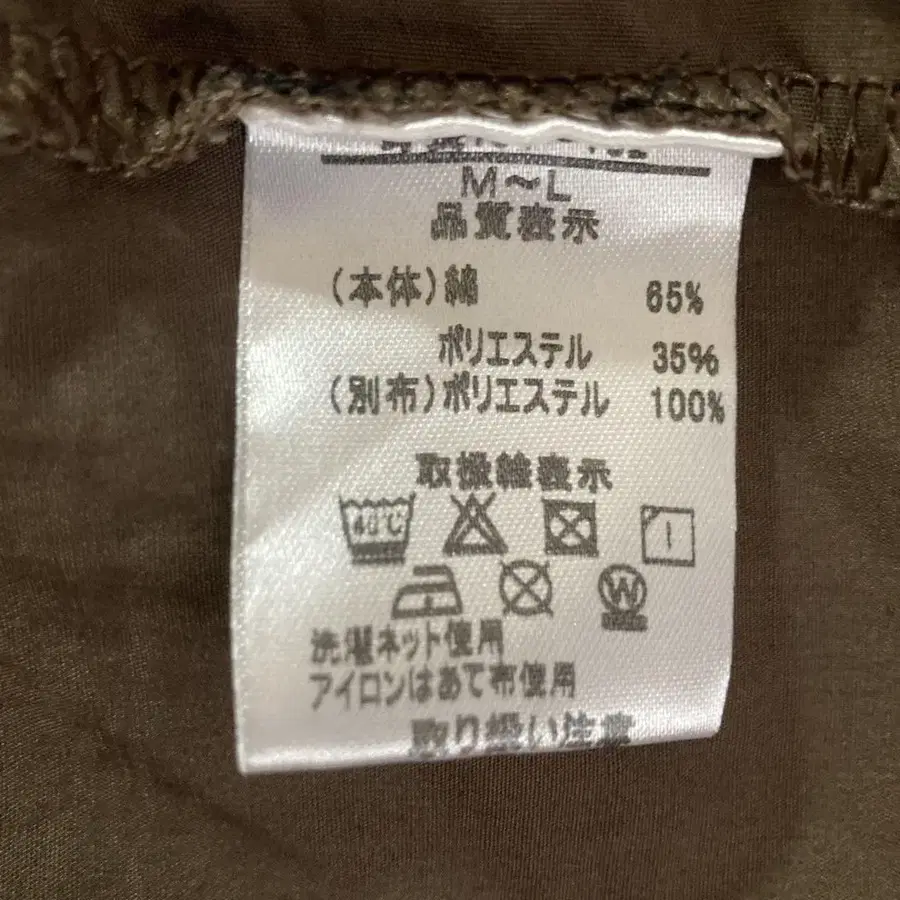 M～L
品質表示
(本体)綿 65%
ポリエステル 35%
(別布)ポリエステル 100%
取扱絵表示
40℃
W
洗濯ネット使用
アイロンはあて布使用
取り扱い注意